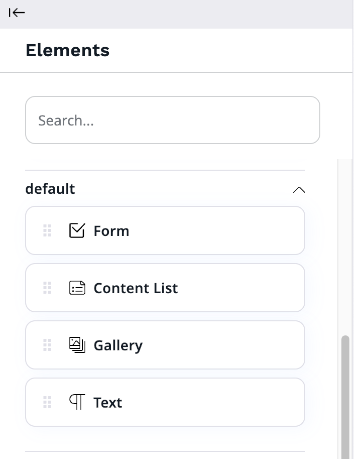 Elements
Search...
default
Form
Content List
Gallery
Text